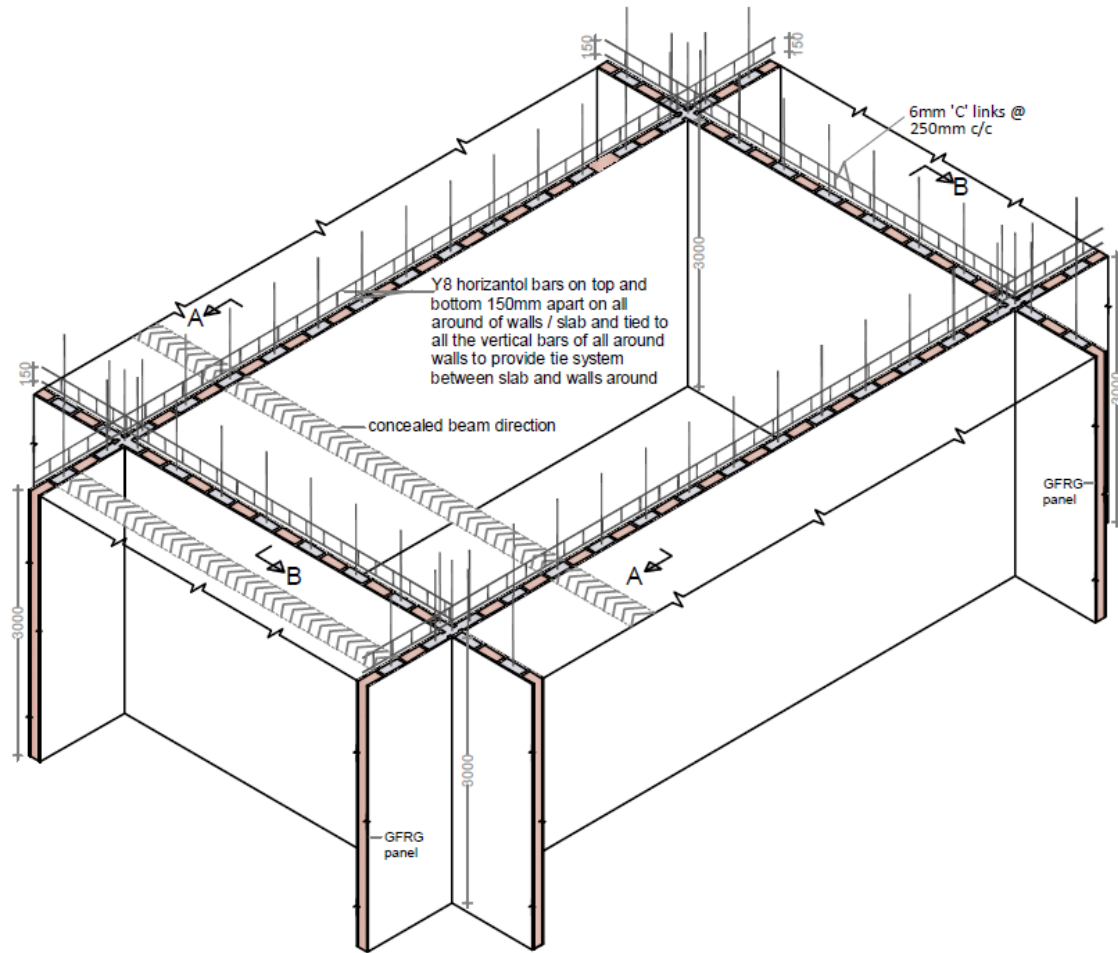 150
150
6mm 'C' links @
250mm c/c
B
3000
Y8 horizantol bars on top and
bottom 150mm apart on all
around of walls / slab and tied to
all the vertical bars of all around
walls to provide tie system
between slab and walls around
A
150
3000
concealed beam direction
GFRG
panel
B
A
3000
3000
GFRG
panel